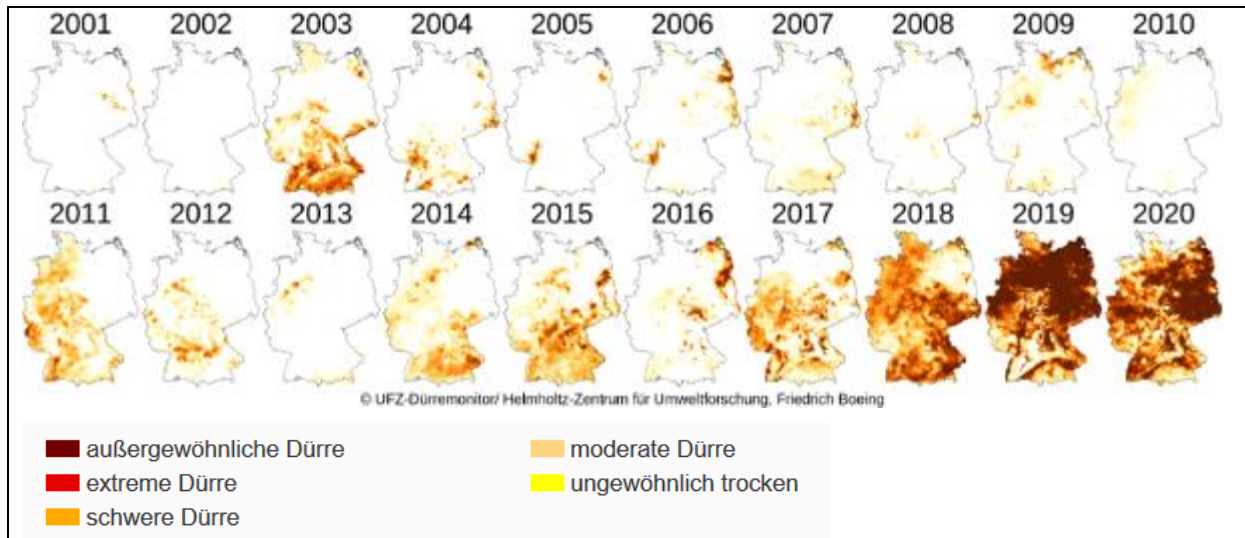 2001 2002 2003 2004 2005 2006 2007 2008 2009 2010
2011 2012 2013 2014 2015 2016 2017 2018 2019 2020
© UFZ-Dürremonitor/ Helmholtz-Zentrum für Umweltforschung, Friedrich Boeing
außergewöhnliche Dürre moderate Dürre
extreme Dürre ungewöhnlich trocken
schwere Dürre